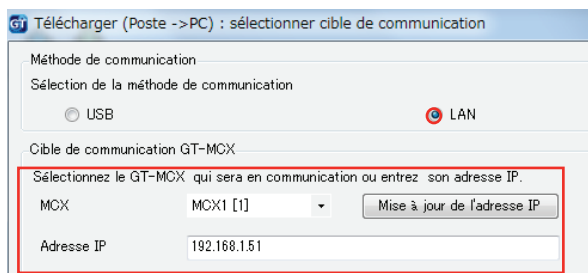 GT Télécharger (Poste ->PC) : sélectionner cible de communication
Méthode de communication
Sélection de la méthode de communication
USB LAN
Cible de communication GT-MCX
Sélectionnez le GT-MCX qui sera en communication ou entrez son adresse IP.
MCX MCX1 [1] Mise à jour de l'adresse IP
Adresse IP 192.168.1.51